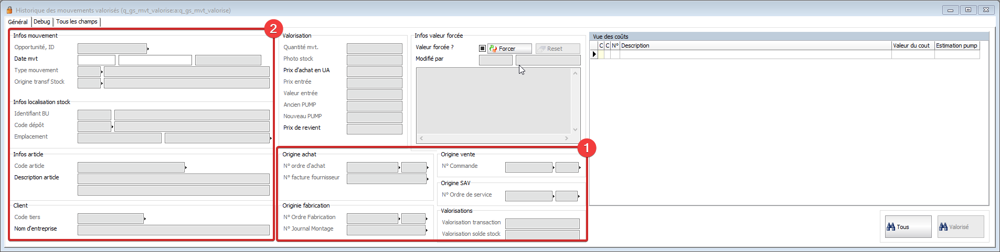 Historique des mouvements valorisés (q_gs_mvt_valorise:a:q_gs_mvt_valorise)
Général
Debug
Tous les champs
2
Infos mouvement
Opportunité, ID
Date mvt
Type mouvement
Origine transf Stock
Infos localisation stock
Identifiant BU
Code dépôt
Emplacement
Infos article
Code article
Description article
Client
Code tiers
Nom d'entreprise
Valorisation
Quantité mvt.
Photo stock
Prix d'achat en UA
Prix entrée
Valeur entrée
Ancien PUMP
Nouveau PUMP
Prix de revient
Infos valeur forcée
Valeur forcée ?
Forcer
Reset
Modifié par
1
Origine achat
N° ordre d'achat
N° facture fournisseur
Originie fabrication
N° Ordre Fabrication
N° Journal Montage
Origine vente
N° Commande
Origine SAV
N° Ordre de service
Valorisations
Valorisation transaction
Valorisation solde stock
Vue des coûts
C C N° Description Valeur du cout Estimation pump
Tous
Valorisé